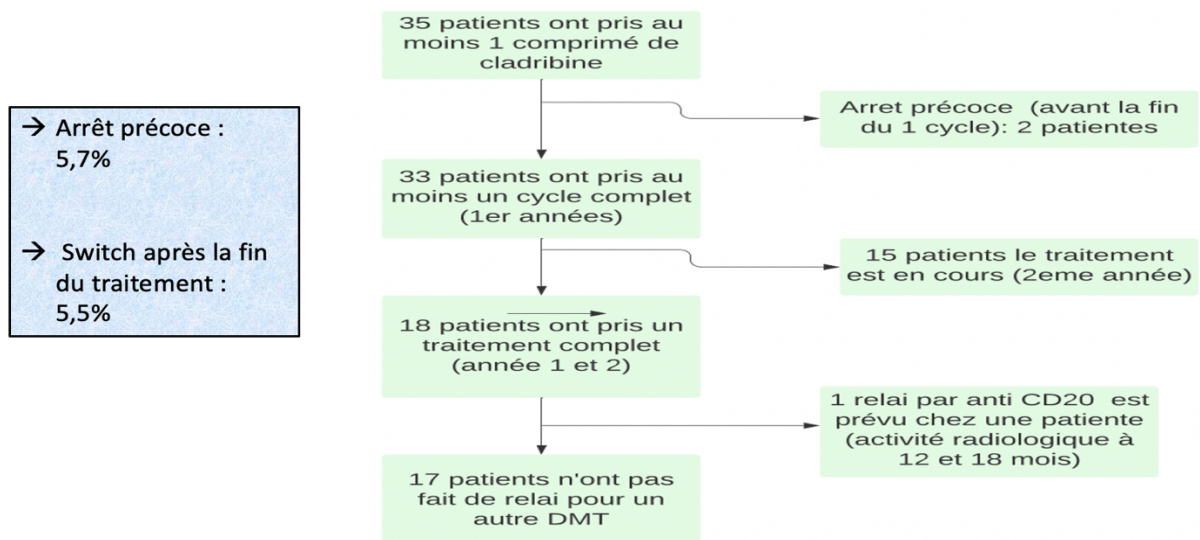 → Arrêt précoce :
5,7%
→ Switch après la fin
du traitement :
5,5%
35 patients ont pris au
moins 1 comprimé de
cladribine
Arret précoce (avant la fin
du 1 cycle): 2 patientes
33 patients ont pris au
moins un cycle complet
(1er années)
15 patients le traitement
est en cours (2eme année)
18 patients ont pris un
traitement complet
(année 1 et 2)
1 relai par anti CD20 est
prévu chez une patiente
(activité radiologique à
12 et 18 mois)
17 patients n'ont pas
fait de relai pour un
autre DMT